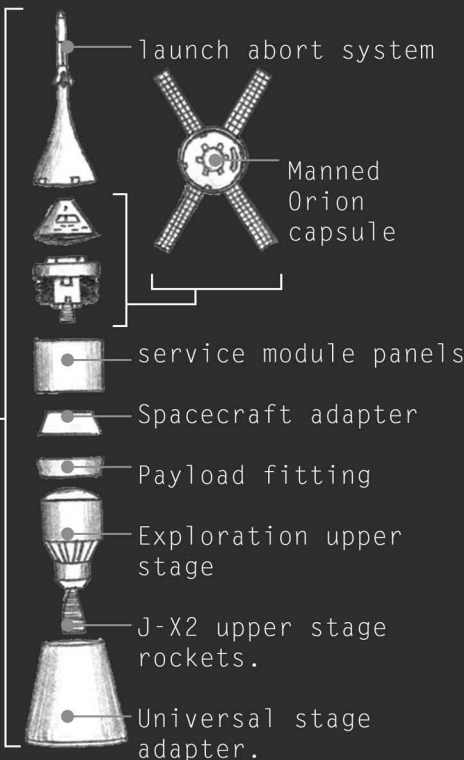 launch abort system
Manned
Orion
capsule
service module panels
Spacecraft adapter
Payload fitting
Exploration upper
stage
J-X2 upper stage
rockets.
Universal stage
adapter.